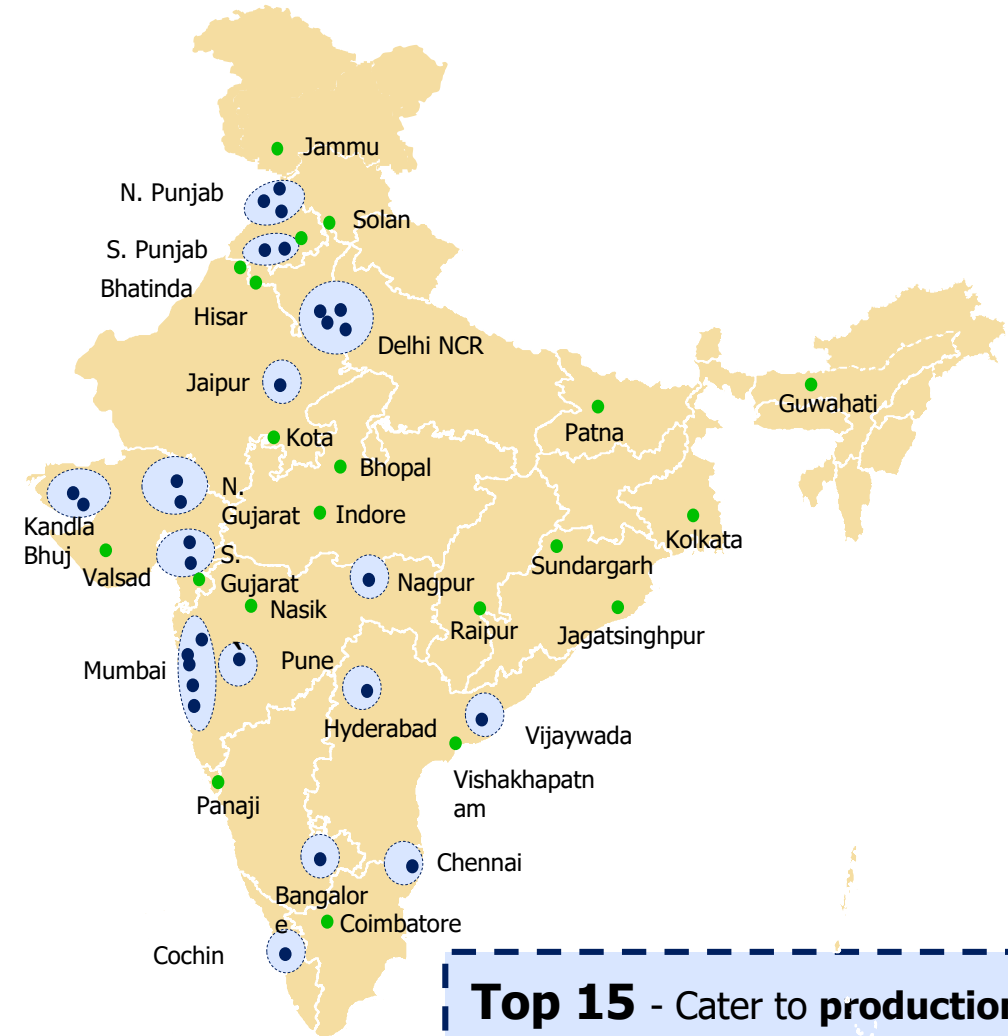 Jammu
N. Punjab
Solan
S. Punjab
Bhatinda
Hisar
Delhi NCR
Jaipur
Guwahati
Patna
Kota
Bhopal
N.
Gujarat
Indore
Kandla
Bhuj
Kolkata
Valsad
S.
Gujarat
Sundargarh
Nagpur
Nasik
Raipur
Jagatsinghpur
`
Mumbai
Pune
Hyderabad
Vijaywada
Vishakhapatn
am
Panaji
Chennai
Bangalor
e
Coimbatore
Cochin
Top 15 - Cater to production